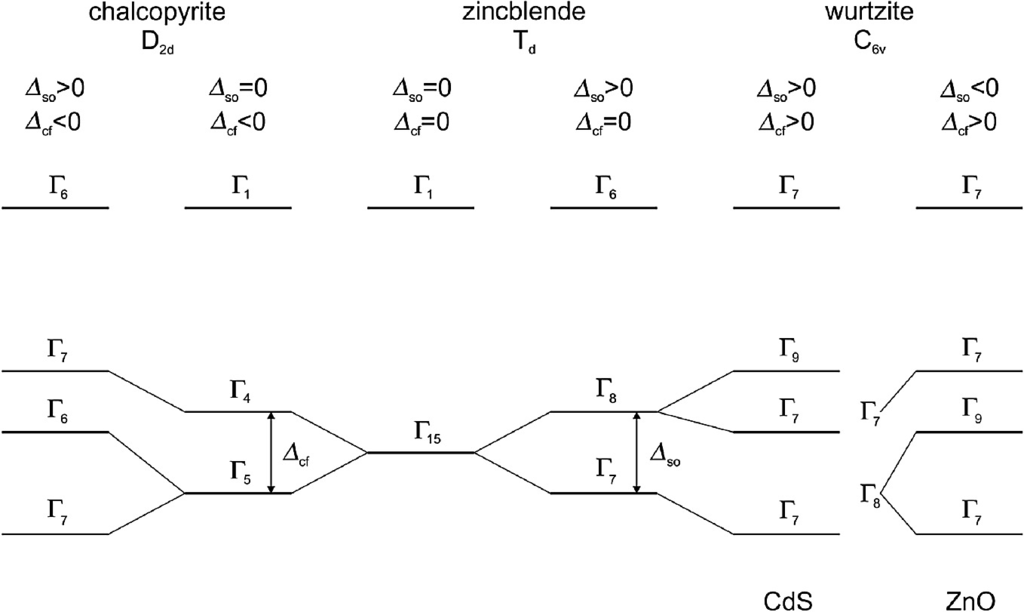 chalcopyrite zincblende wurtzite
D2d Td C6v
Δso>0 Δso=0 Δso=0 Δso>0 Δso>0 Δso<0
Δcf<0 Δcf<0 Δcf=0 Δcf=0 Δcf>0 Δcf>0
Γ6 Γ1 Γ1 Γ6 Γ7 Γ7
Γ7 Γ9 Γ7
Γ6 Γ4 Γ8 Γ7 Γ7 Γ9
Γ15
Δcf Δso
Γ5 Γ7
Γ8
Γ7 Γ7 Γ7
CdS ZnO